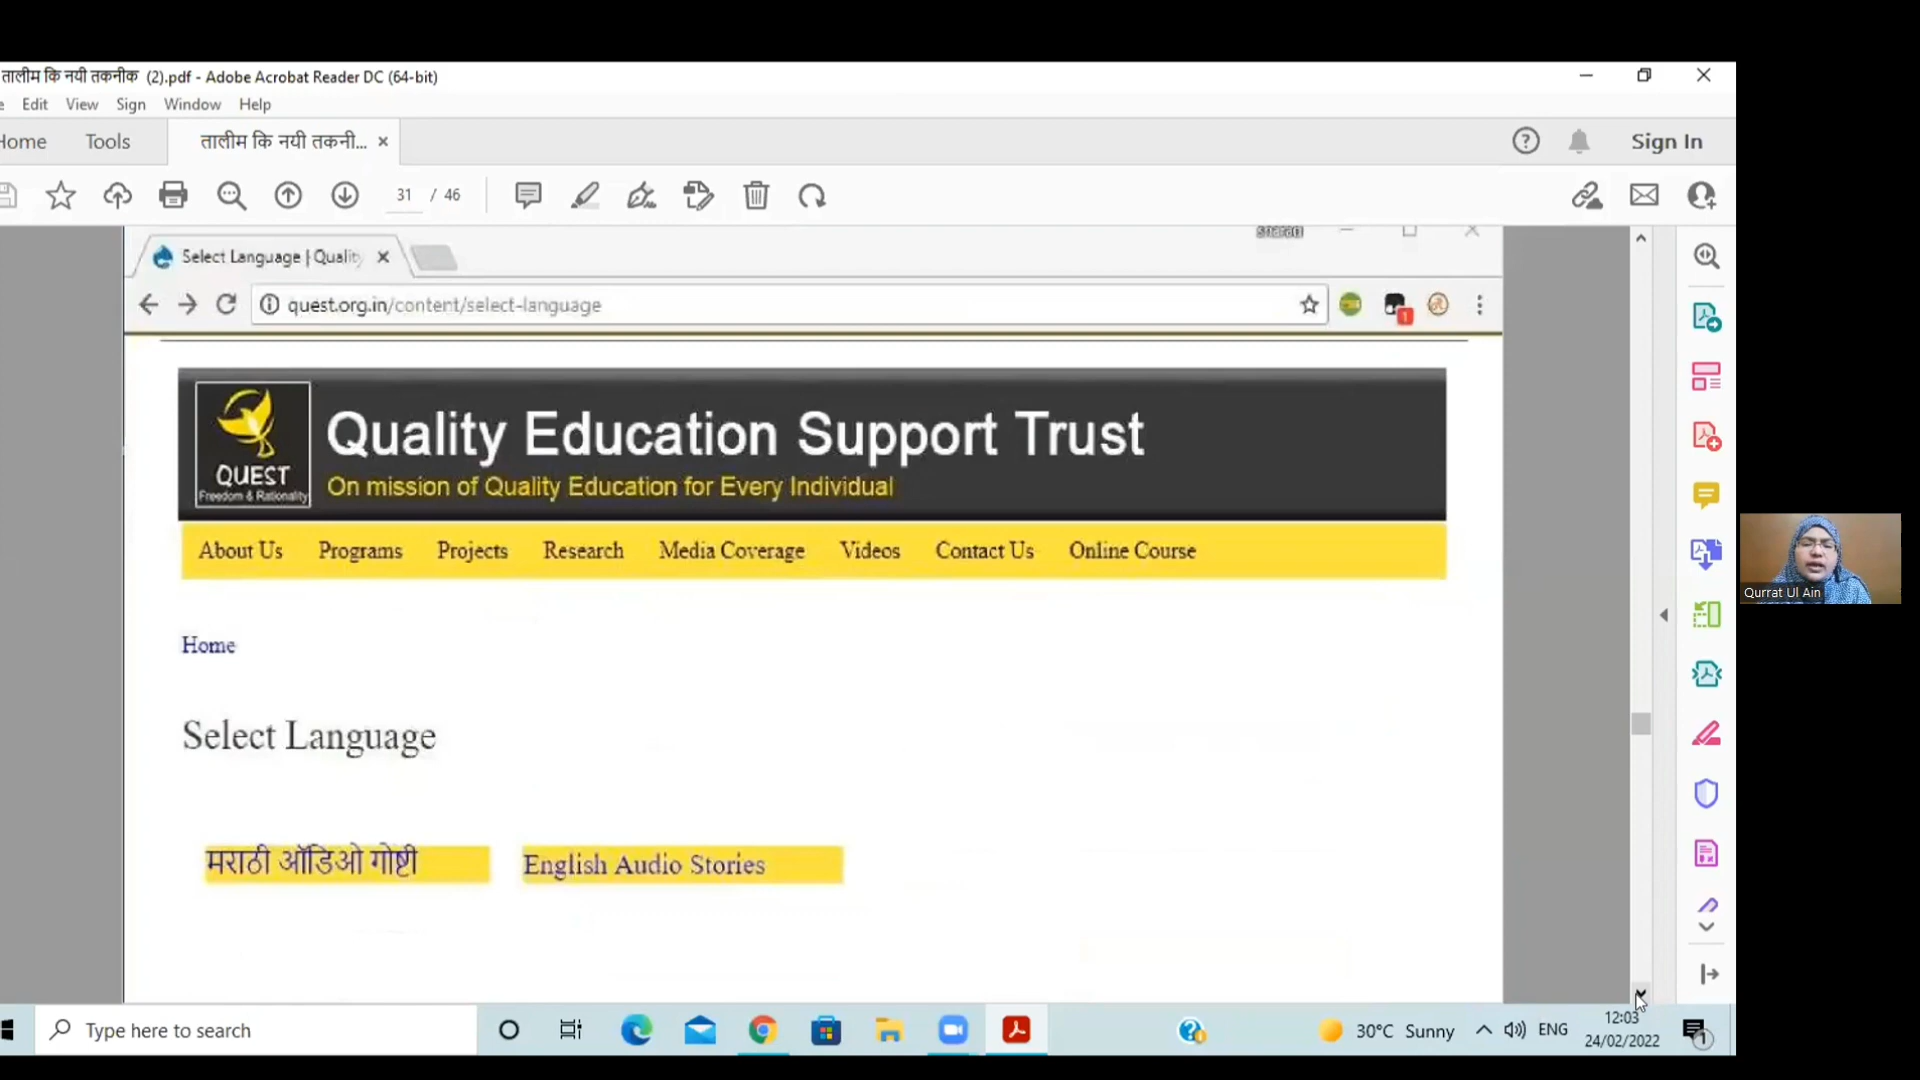 तालीम कि नयी तकनीक (2).pdf - Adobe Acrobat Reader DC (64-bit)
Edit View Sign Window Help
Home Tools तालीम कि नयी तकनी... Sign In
31 / 46
Select Language | Quality
quest.org.in/content/select-language
1
QUEST
Freedom & Rationality
Quality Education Support Trust
On mission of Quality Education for Every Individual
About Us Programs Projects Research Media Coverage Videos Contact Us Online Course
Home
Select Language
मराठी ऑडिओ गोष्टी English Audio Stories
Qurrat Ul Ain
Type here to search
30°C Sunny ENG
12:03
24/02/2022
1